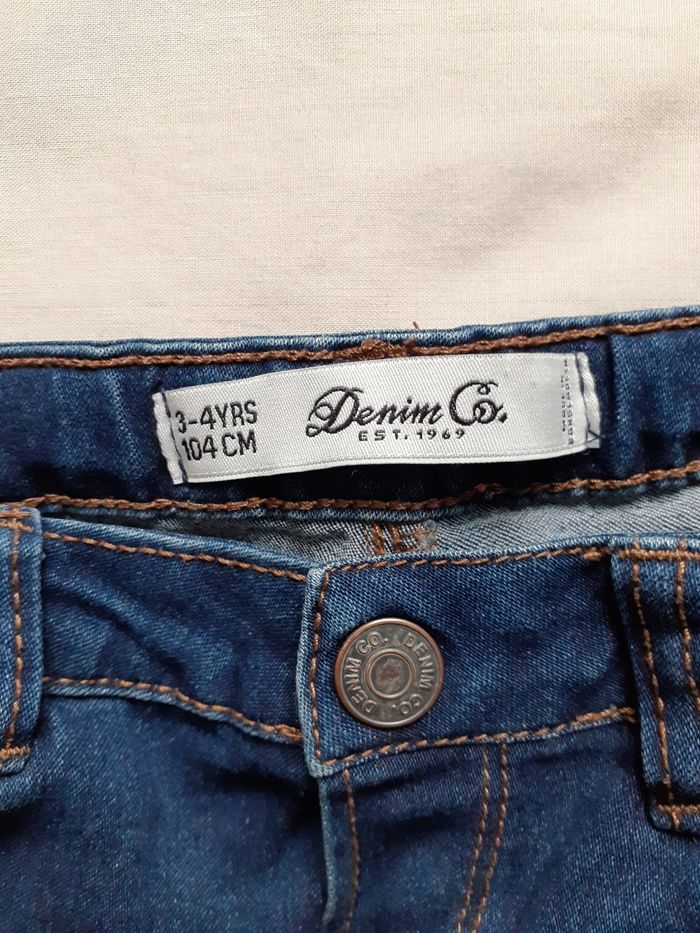 3-4YRS
104 CM
Denim Co.
EST. 1969
DENIM CO. DENIM CO.